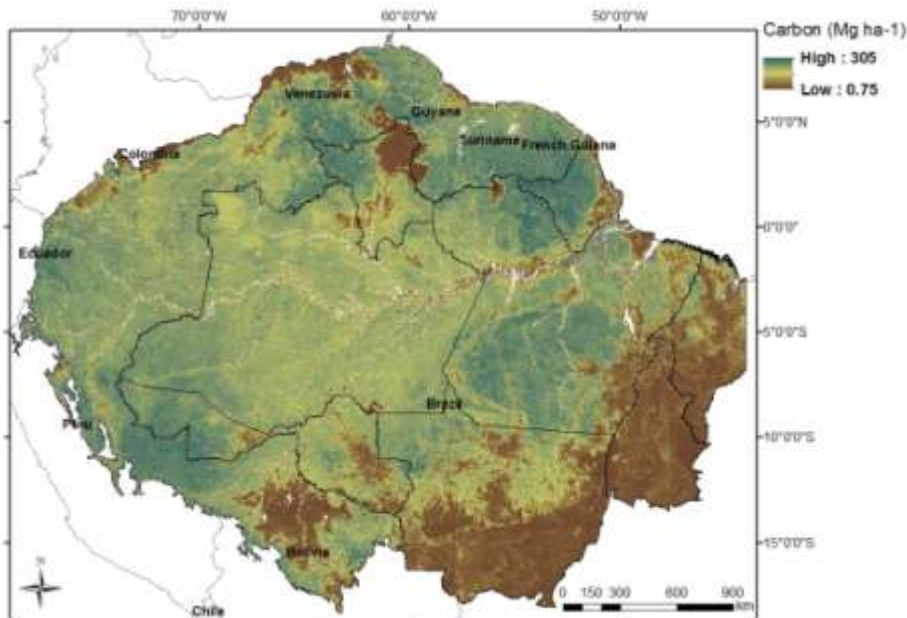 70°0'0"W 60°0'0"W 50°0'0"W
Carbon (Mg ha-1)
High : 305
Low : 0.75
Venezuela
Guyana
Suriname
French Guiana
5°0'0"N
Colombia
0°0'0"
Ecuador
5°0'0"S
Brazil
Peru
10°0'0"S
Bolivia
15°0'0"S
Chile
0 150 300 600 900
km